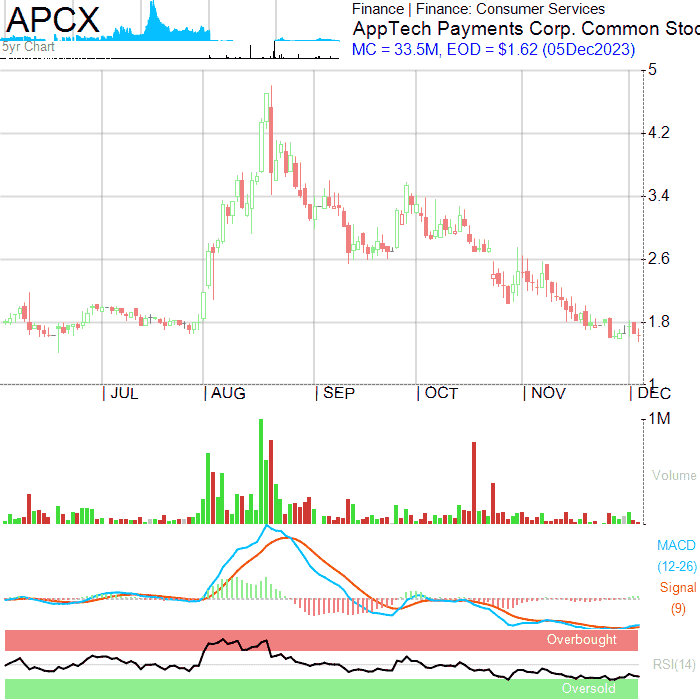 APCX
5yr Chart
Finance | Finance: Consumer Services
AppTech Payments Corp. Common Stoc
MC = 33.5M, EOD = $1.62 (05Dec2023)
5
4.2
3.4
2.6
1.8
1
JUL AUG SEP OCT NOV DEC
1M
Volume
MACD
(12-26)
Signal
(9)
Overbought
RSI(14)
Oversold